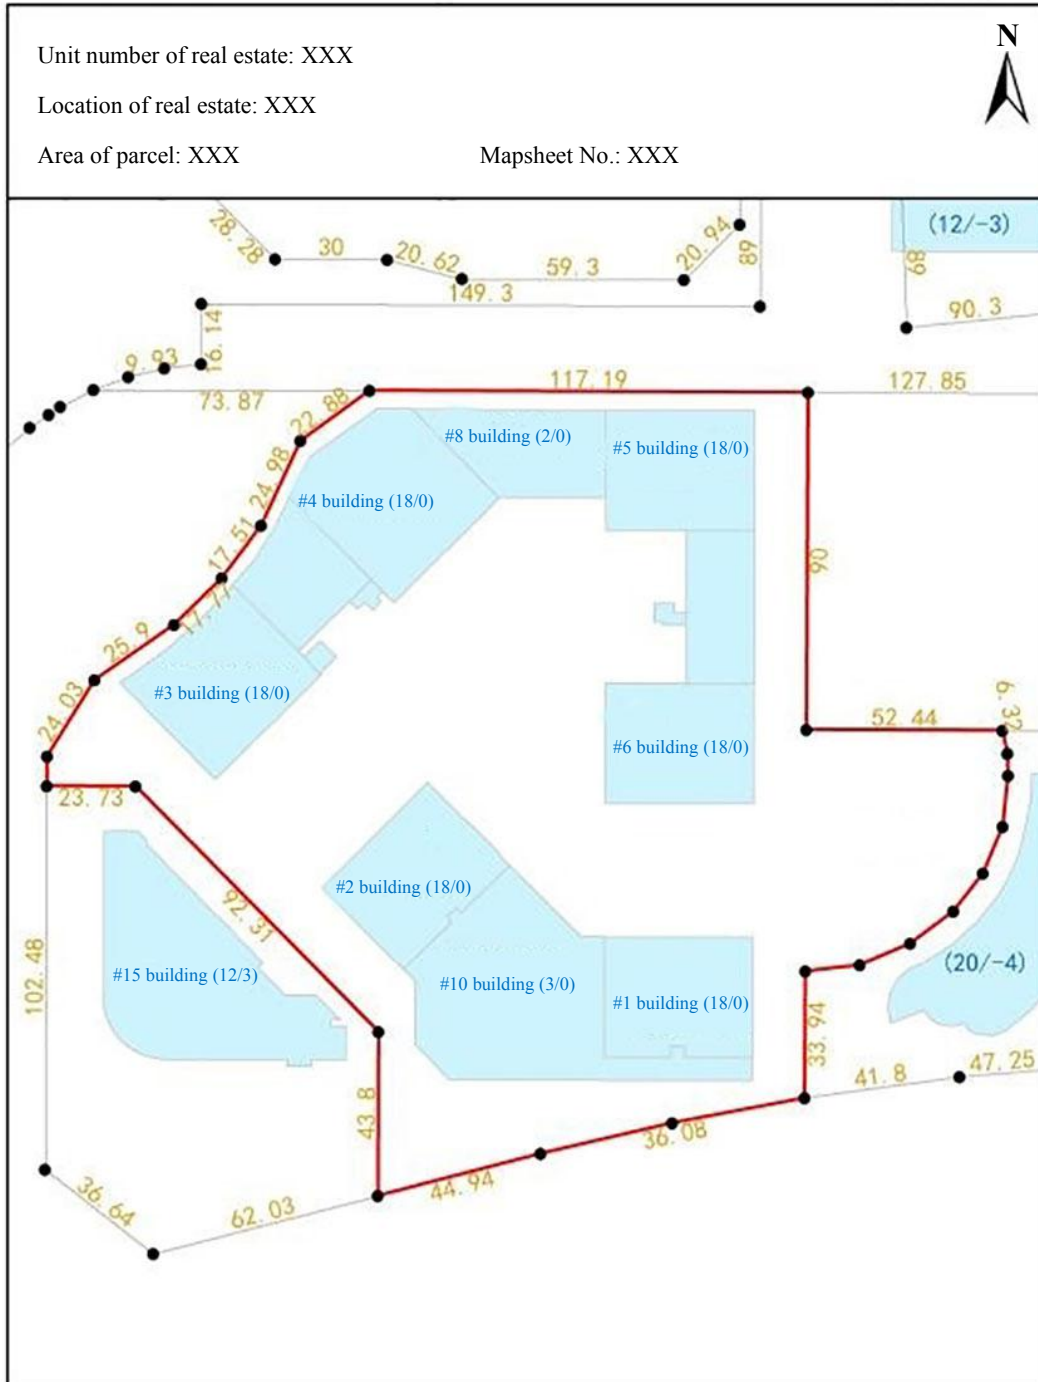 N
Unit number of real estate: XXX
Location of real estate: XXX
Area of parcel: XXX
Mapsheet No.: XXX
28.28
30
20.62
59.3
20.94
89
(12/-3)
68
149.3
90.3
16.14
9.93
73.87
22.88
117.19
127.85
#8 building (2/0)
#5 building (18/0)
24.98
#4 building (18/0)
17.51
90
17.77
25.9
#3 building (18/0)
24.03
6.32
52.44
#6 building (18/0)
23.73
#2 building (18/0)
92.31
102.48
#15 building (12/3)
#10 building (3/0)
#1 building (18/0)
(20/-4)
33.94
47.25
41.8
43.8
36.08
44.94
36.64
62.03